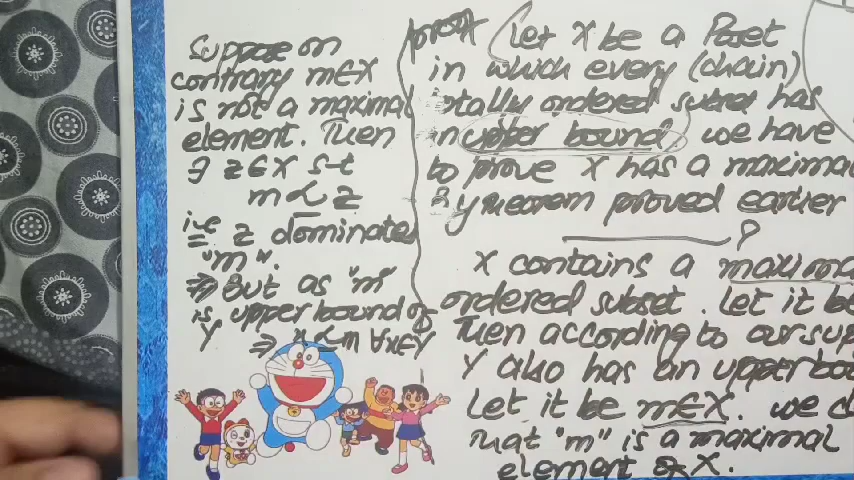 proof Let X be a Poset
in which every (chain)
totally ordered subset has
an upper bound, we have
to prove X has a maximal
By theorem proved earlier
X contains a maximal
ordered subset. Let it be
Then according to our sup
Y also has an upper bou
Let it be m∈X. we c
that "m" is a maximal
element of X.
Suppose on
contrary m∈X
is not a maximal
element. Then
∃ z∈X s-t
m ≺ z
i-e z dominates
"m".
⇒ But as "m"
is upper bound of
Y ⇒ x ≺ m ∀x∈Y